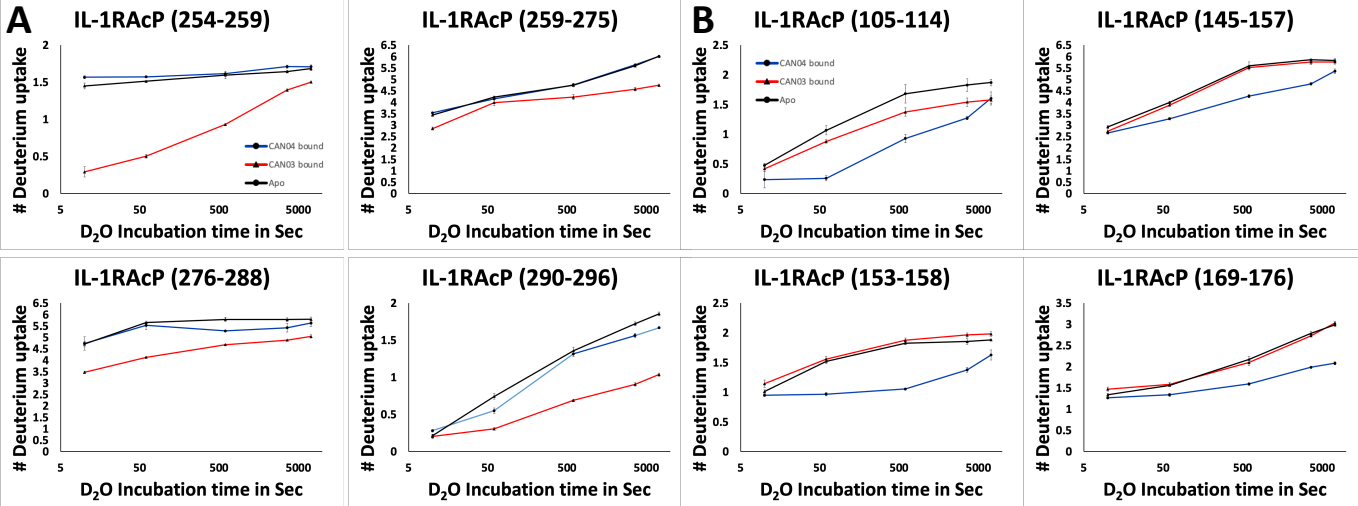 A
B
IL-1RAcP (254-259)
# Deuterium uptake
2
1.5
1
0.5
0
CAN04 bound
CAN03 bound
Apo
5 50 500 5000
D2O Incubation time in Sec
IL-1RAcP (259-275)
# Deuterium uptake
6.5
6
5.5
5
4.5
4
3.5
3
2.5
2
1.5
1
0.5
0
5 50 500 5000
D2O Incubation time in Sec
IL-1RAcP (105-114)
# Deuterium uptake
2.5
2
1.5
1
0.5
0
CAN04 bound
CAN03 bound
Apo
5 50 500 5000
D2O Incubation time in Sec
IL-1RAcP (145-157)
# Deuterium uptake
6.5
6
5.5
5
4.5
4
3.5
3
2.5
2
1.5
1
0.5
0
5 50 500 5000
D2O Incubation time in Sec
IL-1RAcP (276-288)
# Deuterium uptake
6.5
6
5.5
5
4.5
4
3.5
3
2.5
2
1.5
1
0.5
0
5 50 500 5000
D2O Incubation time in Sec
IL-1RAcP (290-296)
# Deuterium uptake
2
1.5
1
0.5
0
5 50 500 5000
D2O Incubation time in Sec
IL-1RAcP (153-158)
# Deuterium uptake
2.5
2
1.5
1
0.5
0
5 50 500 5000
D2O Incubation time in Sec
IL-1RAcP (169-176)
# Deuterium uptake
3.5
3
2.5
2
1.5
1
0.5
0
5 50 500 5000
D2O Incubation time in Sec